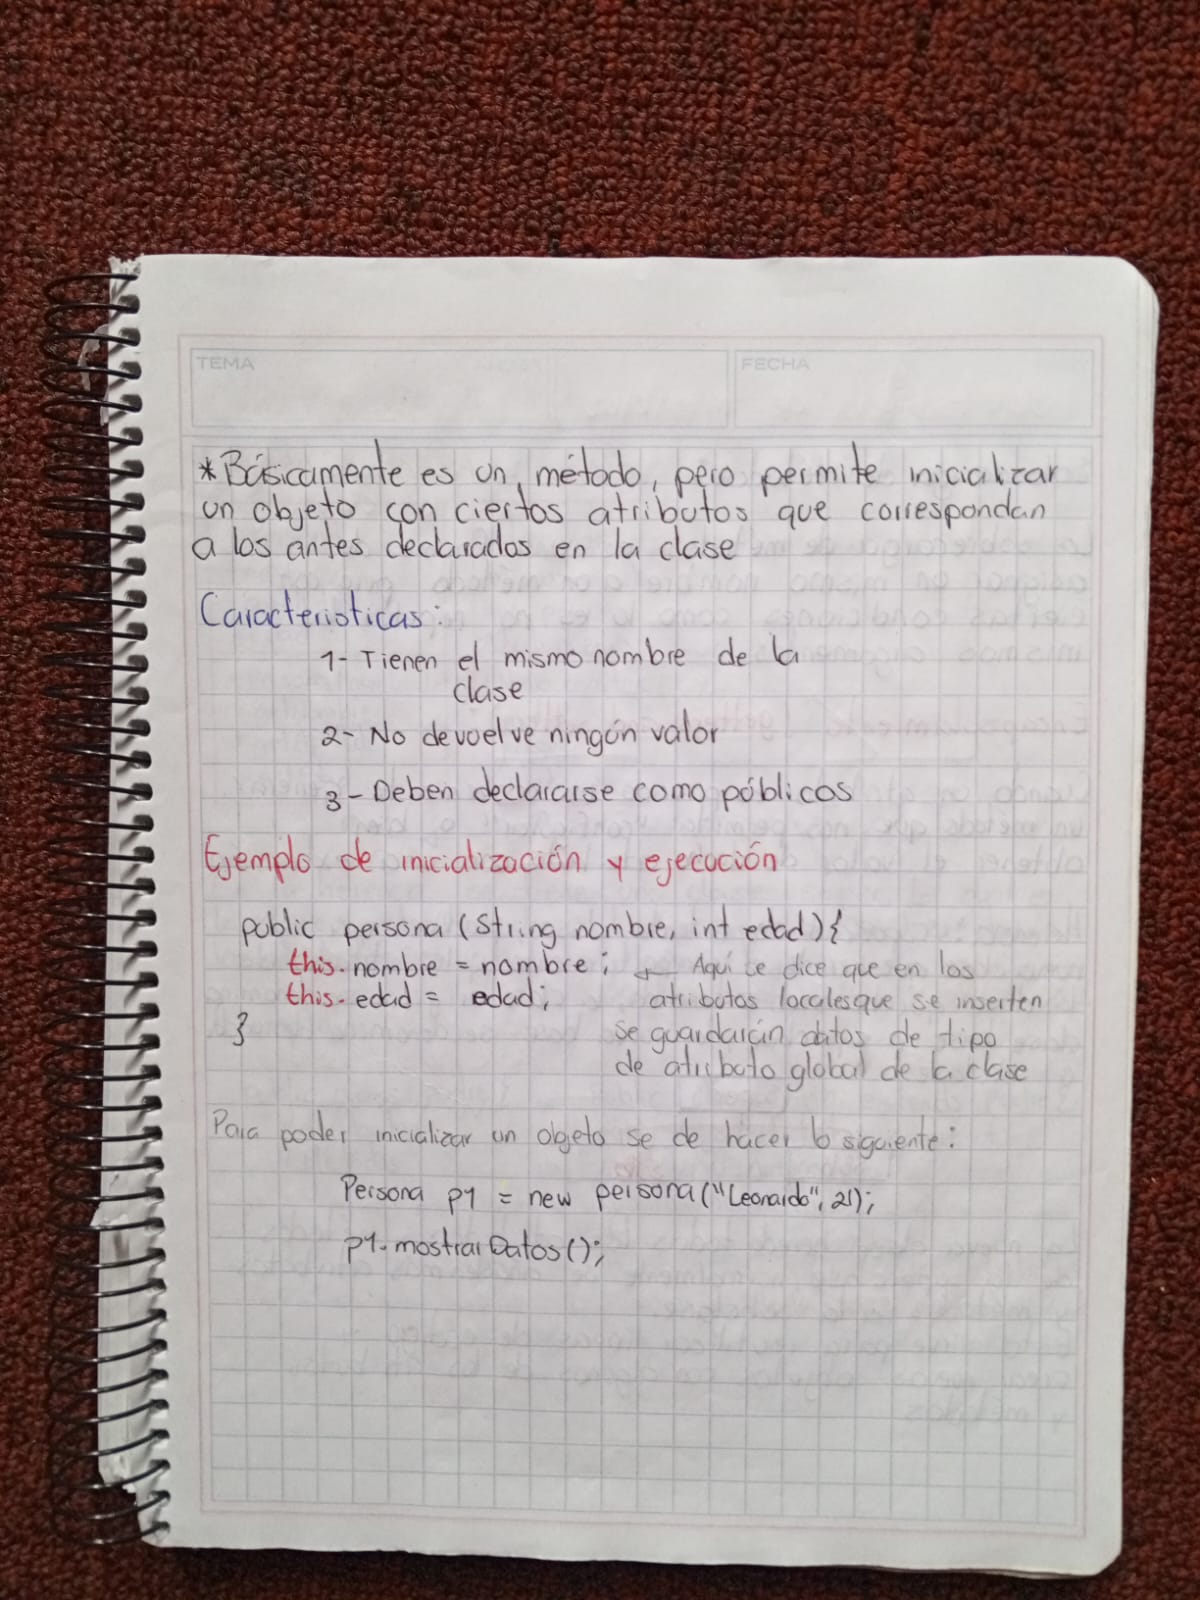 TEMA
FECHA
*Básicamente es un método, pero permite inicializar
un objeto con ciertos atributos que correspondan
a los antes declarados en la clase
Características:
1- Tienen el mismo nombre de la
clase
2- No devuelve ningún valor
3- Deben declararse como públicos
Ejemplo de inicialización y ejecución
public persona (String nombre, int edad){
this.nombre = nombre; ← Aquí se dice que en los
this.edad = edad; atributos locales que se inserten
} se guardarán datos de tipo
de atributo global de la clase
Para poder inicializar un objeto se de hacer lo siguiente:
Persona p1 = new persona("Leonardo", 21);
p1.mostrarDatos();